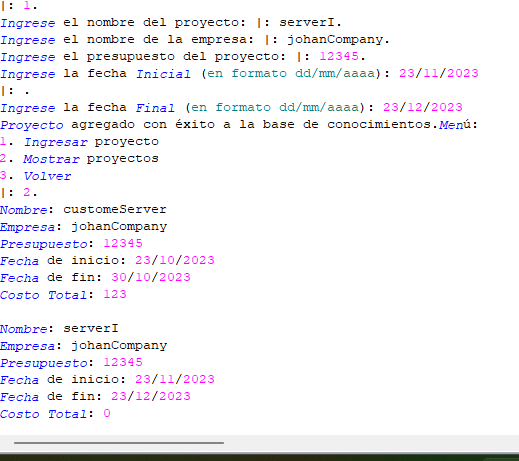 |: 1.
Ingrese el nombre del proyecto: |: serverI.
Ingrese el nombre de la empresa: |: johanCompany.
Ingrese el presupuesto del proyecto: |: 12345.
Ingrese la fecha Inicial (en formato dd/mm/aaaa): 23/11/2023
|: .
Ingrese la fecha Final (en formato dd/mm/aaaa): 23/12/2023
Proyecto agregado con éxito a la base de conocimientos.Menú:
1. Ingresar proyecto
2. Mostrar proyectos
3. Volver
|: 2.
Nombre: customeServer
Empresa: johanCompany
Presupuesto: 12345
Fecha de inicio: 23/10/2023
Fecha de fin: 30/10/2023
Costo Total: 123
Nombre: serverI
Empresa: johanCompany
Presupuesto: 12345
Fecha de inicio: 23/11/2023
Fecha de fin: 23/12/2023
Costo Total: 0